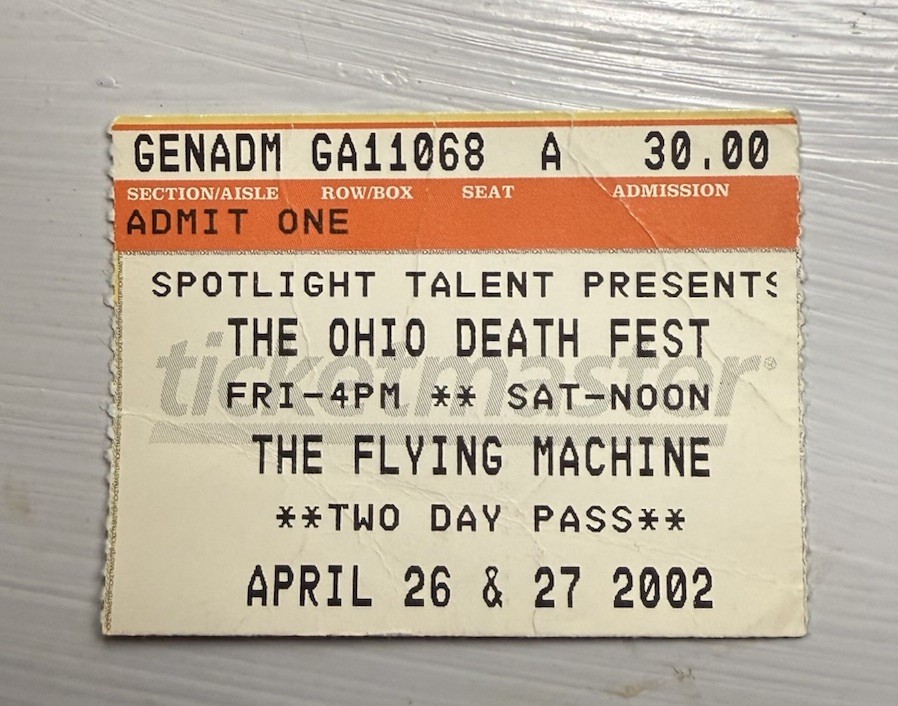 GENADM GA11068 A 30.00
SECTION/AISLE ROW/BOX SEAT ADMISSION
ADMIT ONE
SPOTLIGHT TALENT PRESENTS
THE OHIO DEATH FEST
ticketmaster®
FRI-4PM ** SAT-NOON
THE FLYING MACHINE
**TWO DAY PASS**
APRIL 26 & 27 2002